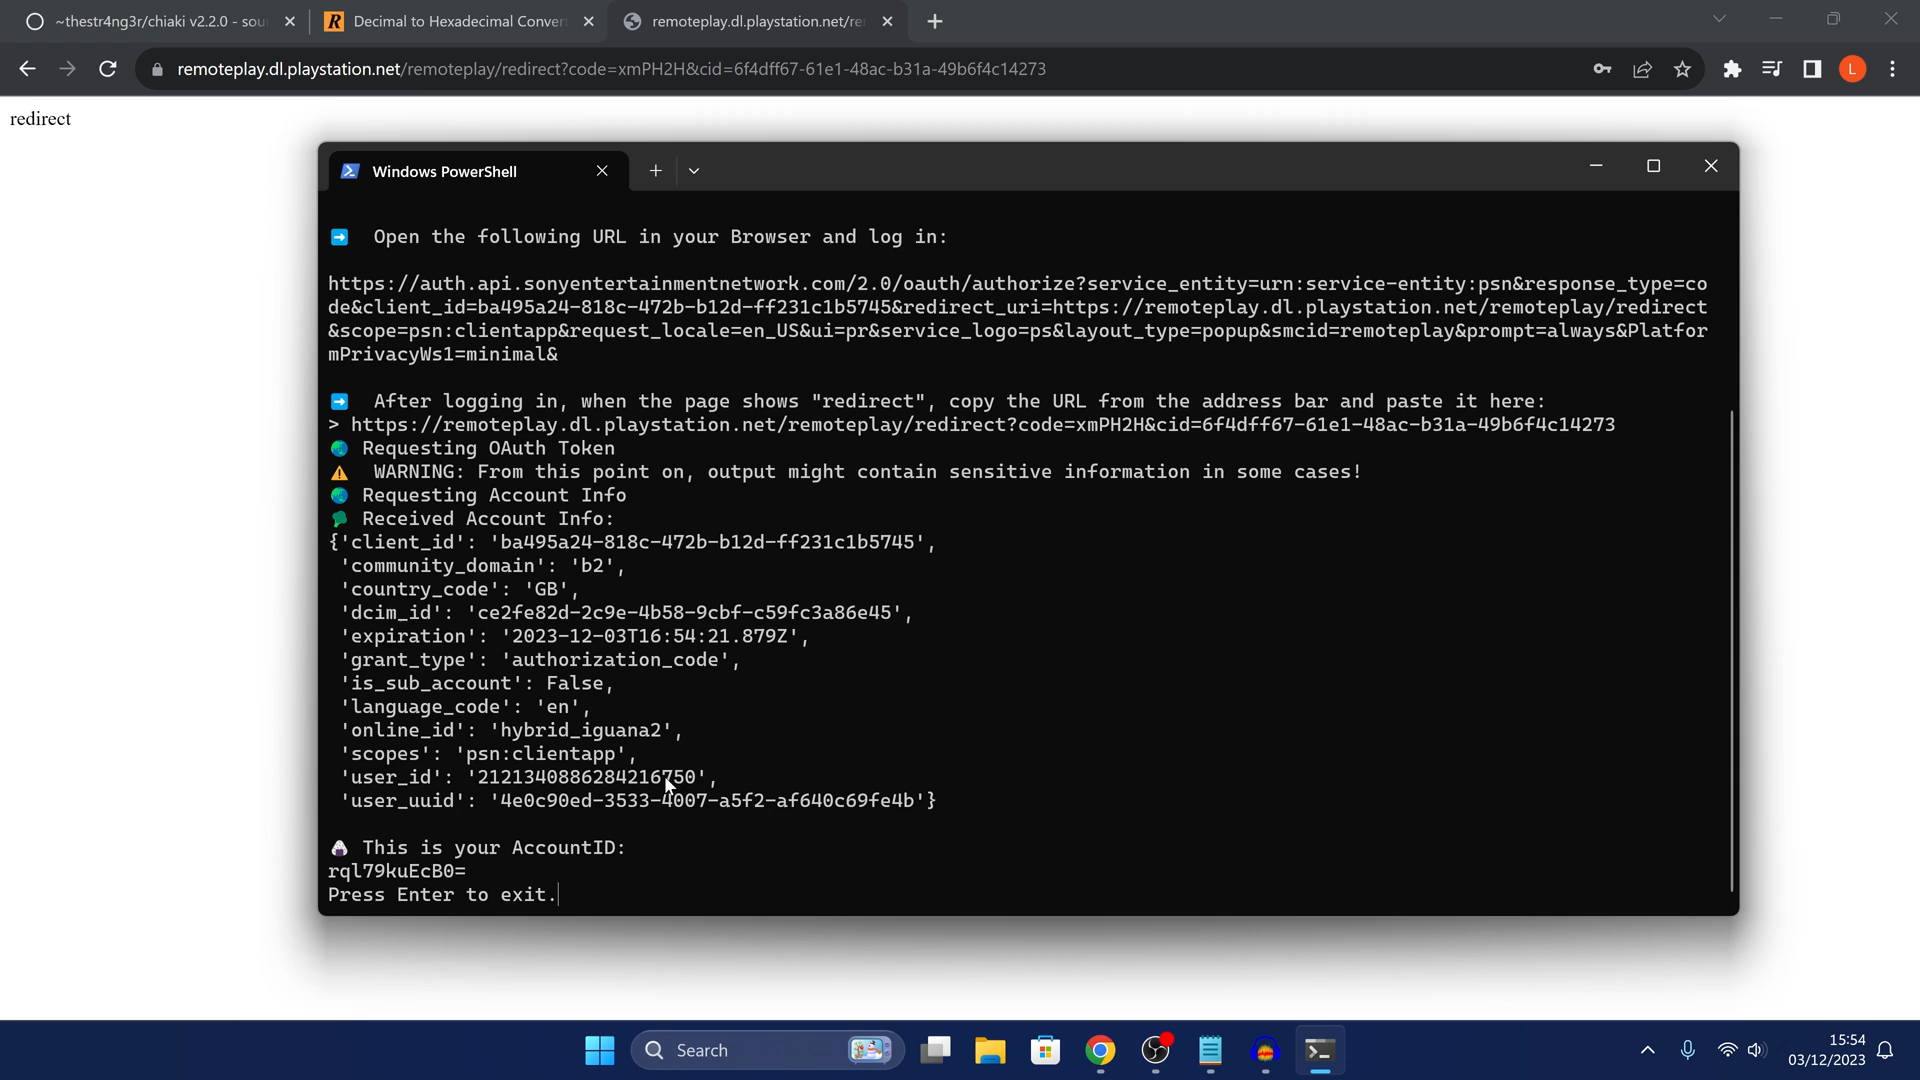 ~thestr4ng3r/chiaki v2.2.0 - sou
Decimal to Hexadecimal Conver
remoteplay.dl.playstation.net/re
remoteplay.dl.playstation.net/remoteplay/redirect?code=xmPH2H&cid=6f4dff67-61e1-48ac-b31a-49b6f4c14273
L
redirect
Windows PowerShell
➡ Open the following URL in your Browser and log in:
https://auth.api.sonyentertainmentnetwork.com/2.0/oauth/authorize?service_entity=urn:service-entity:psn&response_type=co
de&client_id=ba495a24-818c-472b-b12d-ff231c1b5745&redirect_uri=https://remoteplay.dl.playstation.net/remoteplay/redirect
&scope=psn:clientapp&request_locale=en_US&ui=pr&service_logo=ps&layout_type=popup&smcid=remoteplay&prompt=always&Platfor
mPrivacyWs1=minimal&
➡ After logging in, when the page shows "redirect", copy the URL from the address bar and paste it here:
> https://remoteplay.dl.playstation.net/remoteplay/redirect?code=xmPH2H&cid=6f4dff67-61e1-48ac-b31a-49b6f4c14273
🌏 Requesting OAuth Token
⚠ WARNING: From this point on, output might contain sensitive information in some cases!
🌏 Requesting Account Info
🥦 Received Account Info:
{'client_id': 'ba495a24-818c-472b-b12d-ff231c1b5745',
'community_domain': 'b2',
'country_code': 'GB',
'dcim_id': 'ce2fe82d-2c9e-4b58-9cbf-c59fc3a86e45',
'expiration': '2023-12-03T16:54:21.879Z',
'grant_type': 'authorization_code',
'is_sub_account': False,
'language_code': 'en',
'online_id': 'hybrid_iguana2',
'scopes': 'psn:clientapp',
'user_id': '2121340886284216750',
'user_uuid': '4e0c90ed-3533-4007-a5f2-af640c69fe4b'}
🍙 This is your AccountID:
rql79kuEcB0=
Press Enter to exit.
Search
15:54
03/12/2023